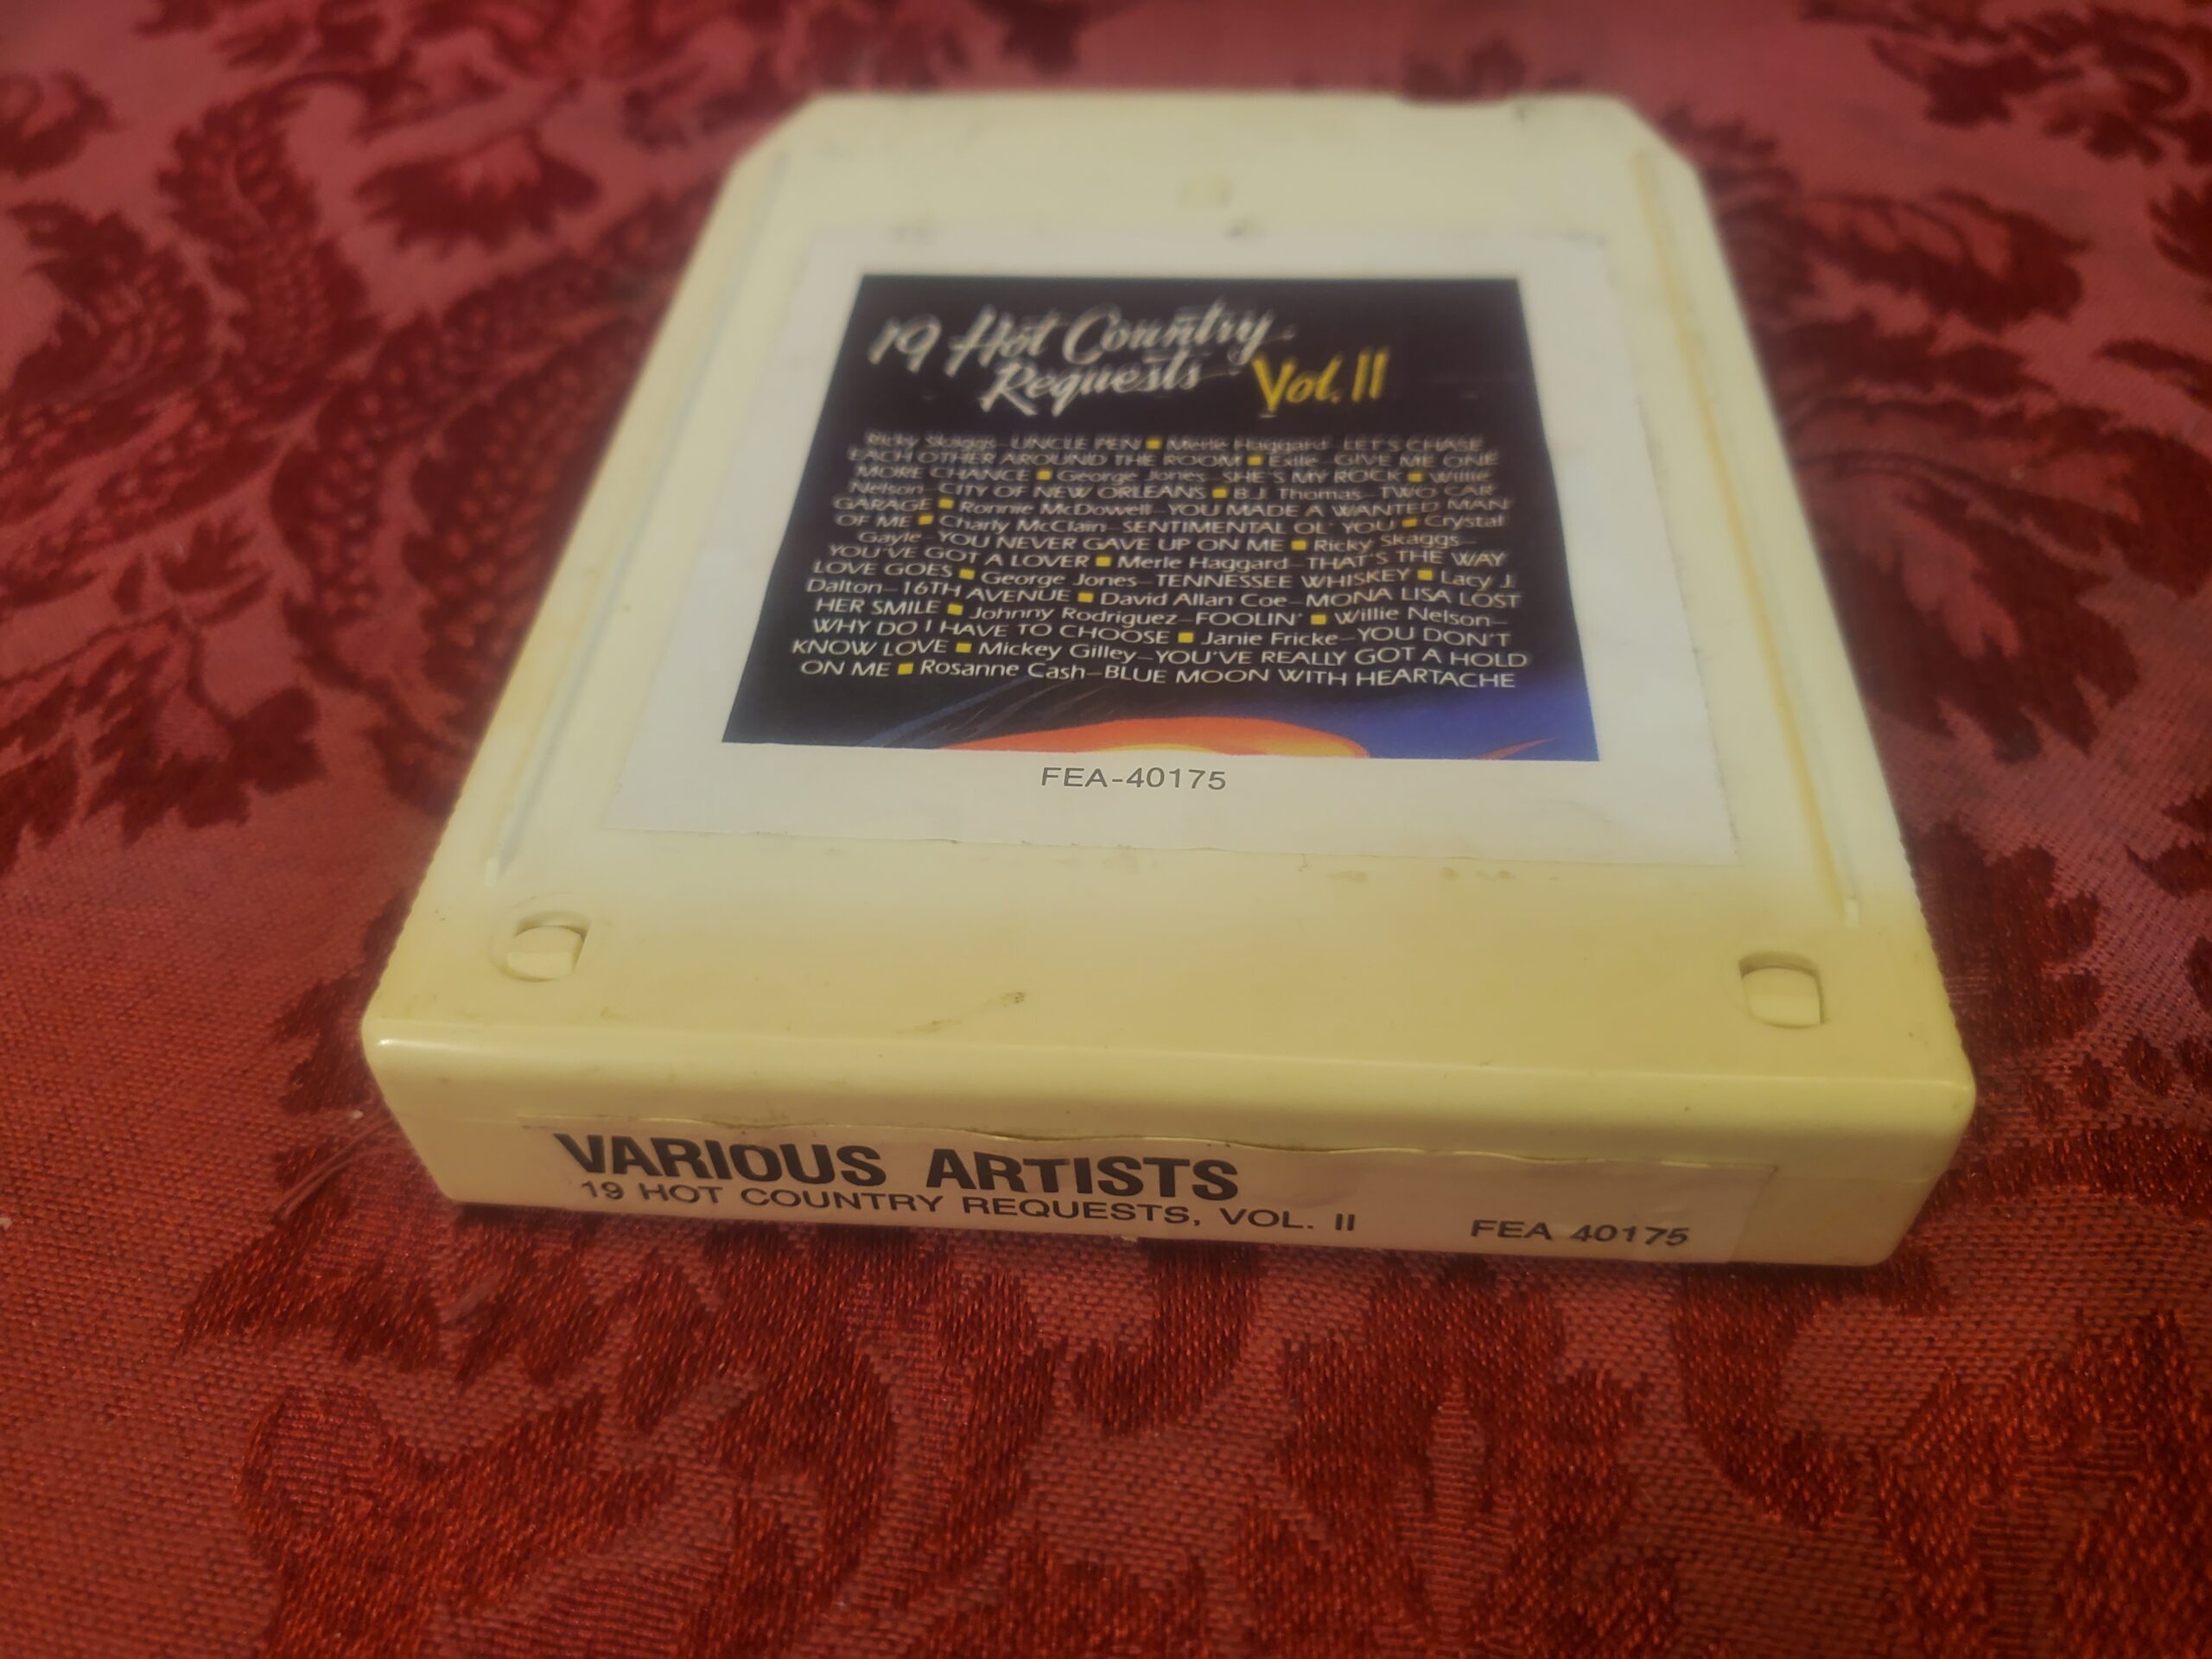 19 Hot Country
Requests Vol. II
Ricky Skaggs—UNCLE PEN ■ Merle Haggard—LET'S CHASE
EACH OTHER AROUND THE ROOM ■ Exile—GIVE ME ONE
MORE CHANCE ■ George Jones—SHE'S MY ROCK ■ Willie
Nelson—CITY OF NEW ORLEANS ■ B.J. Thomas—TWO CAR
GARAGE ■ Ronnie McDowell—YOU MADE A WANTED MAN
OF ME ■ Charly McClain—SENTIMENTAL OL' YOU ■ Crystal
Gayle—YOU NEVER GAVE UP ON ME ■ Ricky Skaggs—
YOU'VE GOT A LOVER ■ Merle Haggard—THAT'S THE WAY
LOVE GOES ■ George Jones—TENNESSEE WHISKEY ■ Lacy J.
Dalton—16TH AVENUE ■ David Allan Coe—MONA LISA LOST
HER SMILE ■ Johnny Rodriguez—FOOLIN' ■ Willie Nelson—
WHY DO I HAVE TO CHOOSE ■ Janie Fricke—YOU DON'T
KNOW LOVE ■ Mickey Gilley—YOU'VE REALLY GOT A HOLD
ON ME ■ Rosanne Cash—BLUE MOON WITH HEARTACHE
FEA-40175
VARIOUS ARTISTS
19 HOT COUNTRY REQUESTS, VOL. II FEA 40175